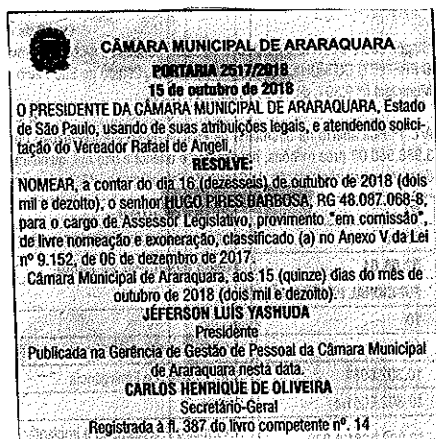 CÂMARA MUNICIPAL DE ARARAQUARA
PORTARIA 2517/2018
15 de outubro de 2018
O PRESIDENTE DA CÂMARA MUNICIPAL DE ARARAQUARA, Estado
de São Paulo, usando de suas atribuições legais, e atendendo solici-
tação do Vereador Rafael de Angeli,
RESOLVE:
NOMEAR, a contar do dia 16 (dezesseis) de outubro de 2018 (dois
mil e dezoito), o senhor HUGO PIRES BARBOSA, RG 48.087.068-8,
para o cargo de Assessor Legislativo, provimento "em comissão",
de livre nomeação e exoneração, classificado (a) no Anexo V da Lei
nº 9.152, de 06 de dezembro de 2017.
Câmara Municipal de Araraquara, aos 15 (quinze) dias do mês de
outubro de 2018 (dois mil e dezoito).
JÉFERSON LUÍS YASHUDA
Presidente
Publicada na Gerência de Gestão de Pessoal da Câmara Municipal
de Araraquara nesta data.
CARLOS HENRIQUE DE OLIVEIRA
Secretário-Geral
Registrada à fl. 387 do livro competente nº. 14